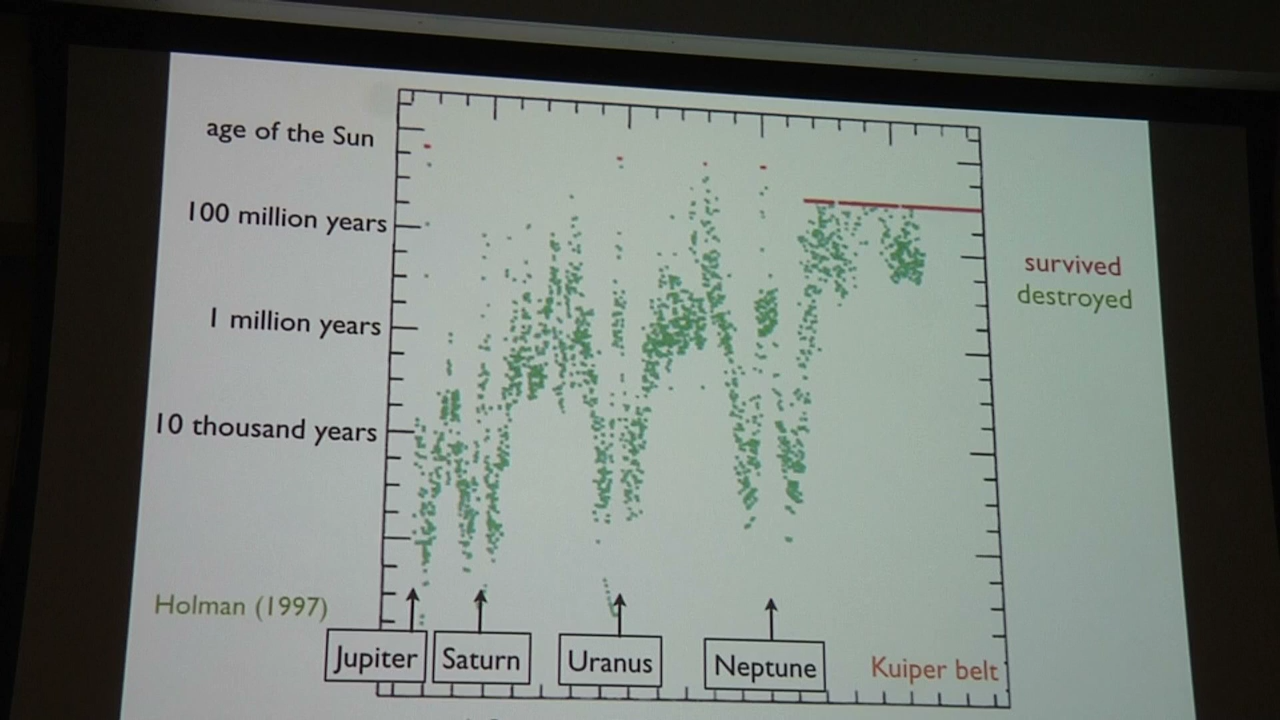 age of the Sun
100 million years
1 million years
10 thousand years
survived
destroyed
Holman (1997)
Jupiter
Saturn
Uranus
Neptune
Kuiper belt